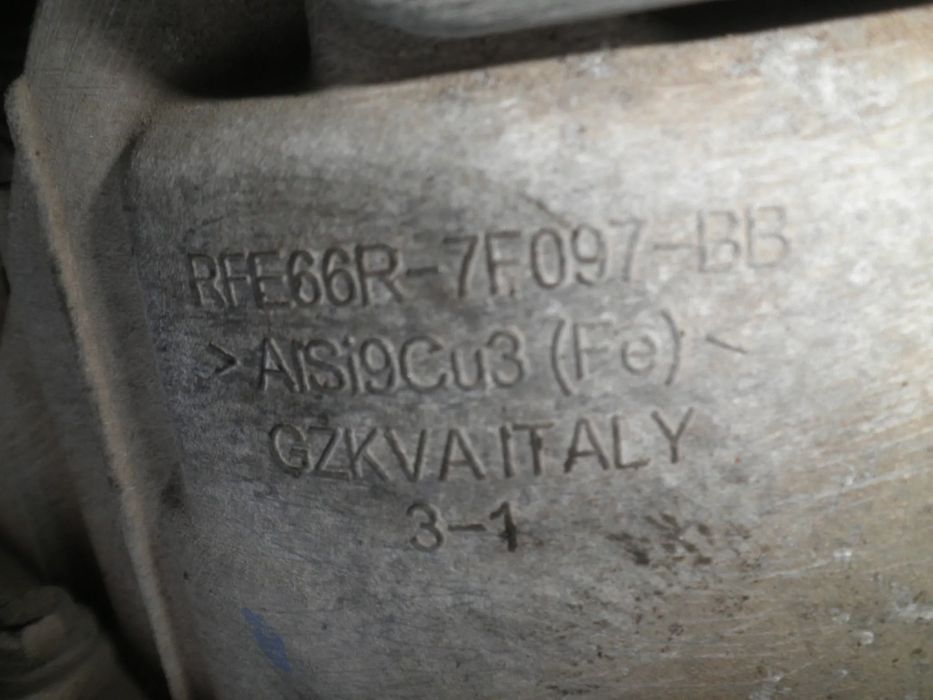 RFE66R-7F097-BB
>AlSi9Cu3 (Fe)<
GZKVA ITALY
3-1